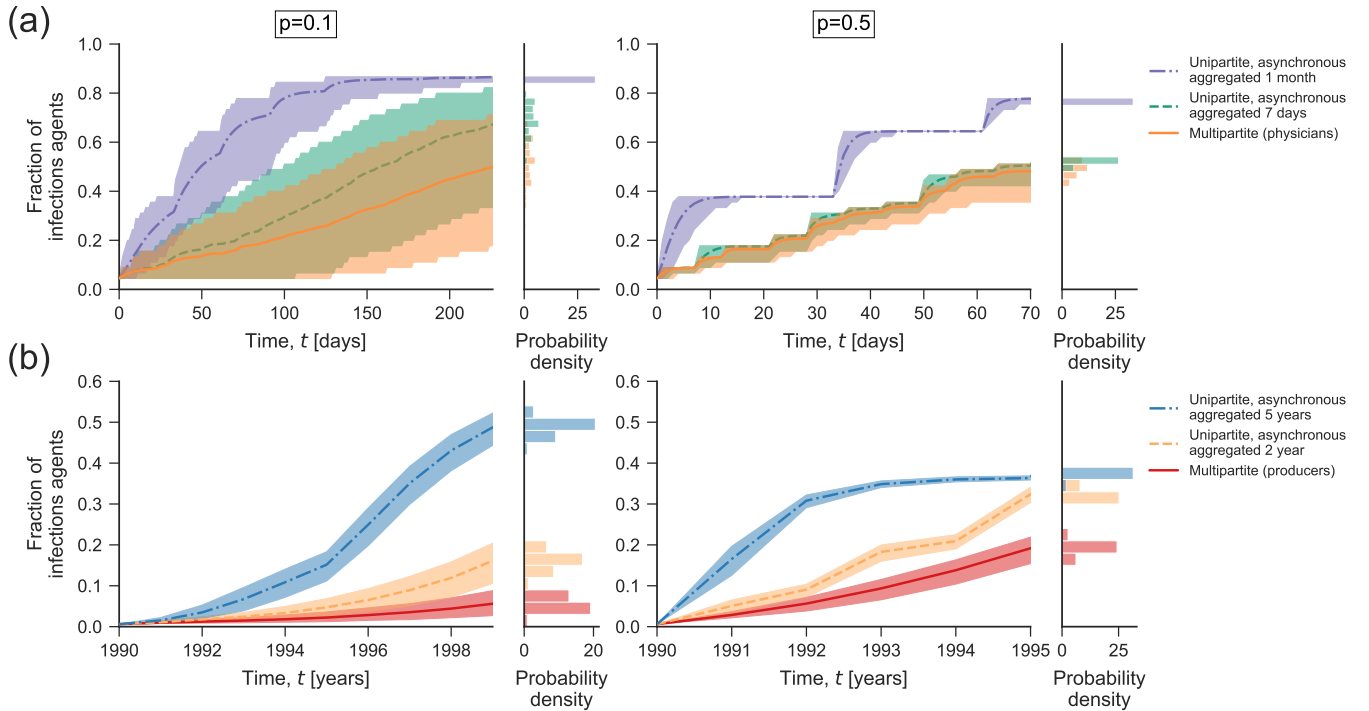 (a)
p=0.1
p=0.5
1.0
0.8
0.6
0.4
0.2
0.0
Fraction of
infections agents
0
50
100
150
200
Time, t [days]
0
25
Probability
density
1.0
0.8
0.6
0.4
0.2
0.0
0
10
20
30
40
50
60
70
Time, t [days]
0
25
Probability
density
Unipartite, asynchronous
aggregated 1 month
Unipartite, asynchronous
aggregated 7 days
Multipartite (physicians)
(b)
0.6
0.5
0.4
0.3
0.2
0.1
0.0
Fraction of
infections agents
1990
1992
1994
1996
1998
Time, t [years]
0
10
20
Probability
density
0.6
0.5
0.4
0.3
0.2
0.1
0.0
1990
1991
1992
1993
1994
1995
Time, t [years]
0
25
Probability
density
Unipartite, asynchronous
aggregated 5 years
Unipartite, asynchronous
aggregated 2 year
Multipartite (producers)